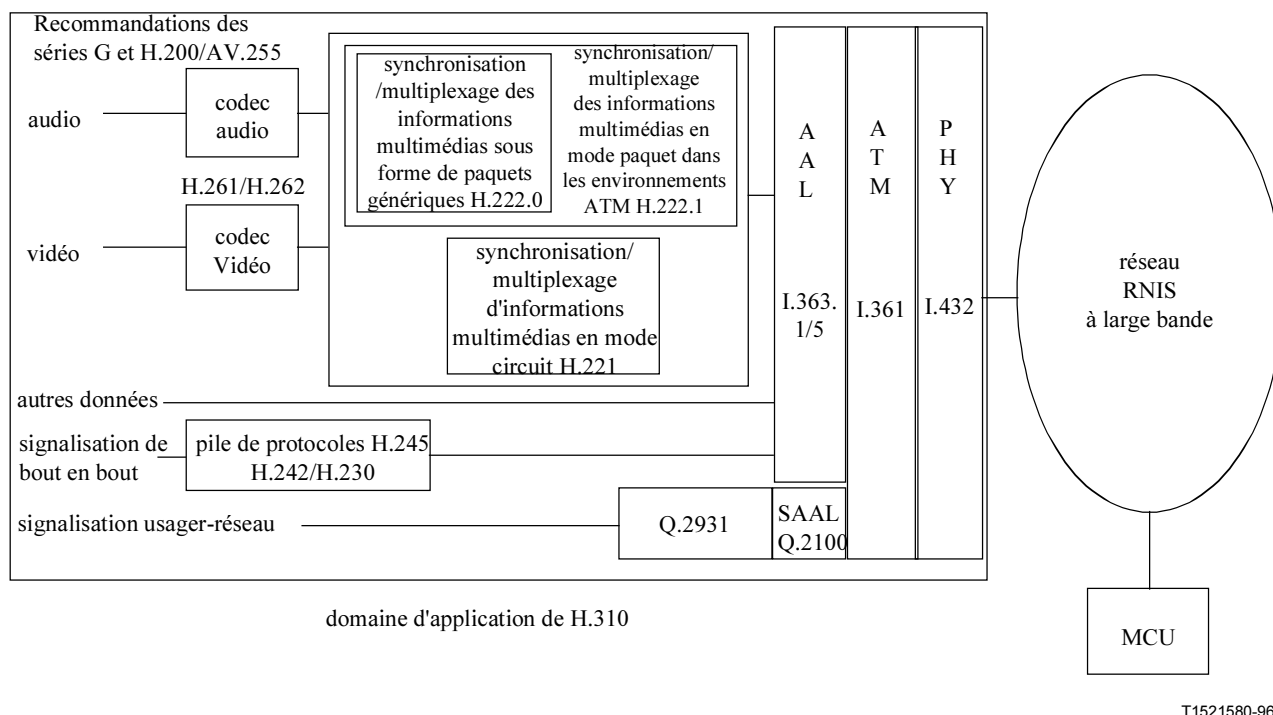 Recommandations des
séries G et H.200/AV.255
audio
codec
audio
H.261/H.262
vidéo
codec
Vidéo
synchronisation
/multiplexage des
informations
multimédias sous
forme de paquets
génériques H.222.0
synchronisation/
multiplexage
des informations
multimédias en
mode paquet dans
les environnements
ATM H.222.1
synchronisation/
multiplexage
d'informations
multimédias en mode
circuit H.221
A
A
L
I.363.
1/5
A
T
M
I.361
P
H
Y
I.432
réseau
RNIS
à large bande
autres données
signalisation de
bout en bout
pile de protocoles H.245
H.242/H.230
signalisation usager-réseau
Q.2931
SAAL
Q.2100
domaine d'application de H.310
MCU
T1521580-96